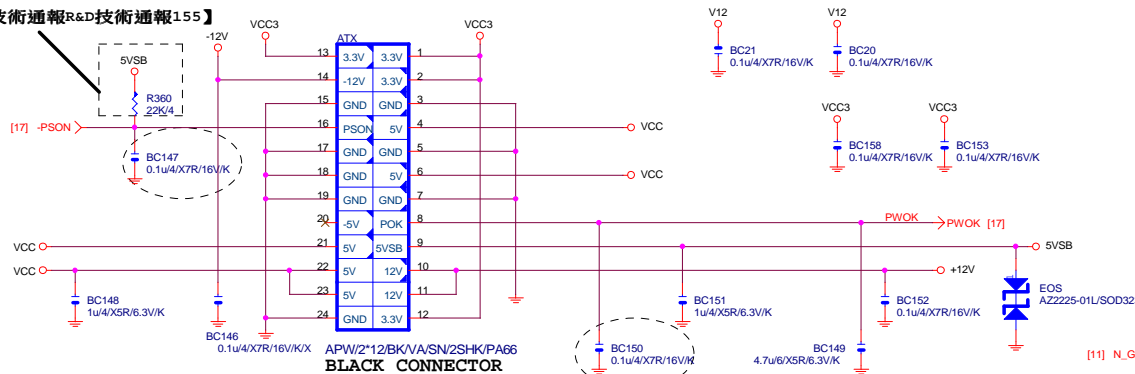 技術通報R&D技術通報155】
5VSB
R360
22K/4
[17] -PSON
BC147
0.1u/4/X7R/16V/K
-12V
VCC3
VCC3
ATX
13 3.3V 3.3V 1
14 -12V 3.3V 2
15 GND GND 3
16 PSON 5V 4
17 GND GND 5
18 GND 5V 6
19 GND GND 7
20 -5V POK 8
21 5V 5VSB 9
22 5V 12V 10
23 5V 12V 11
24 GND 3.3V 12
APW/2*12/BK/VA/SN/2SHK/PA66
BLACK CONNECTOR
VCC
VCC
VCC
VCC
BC148
1u/4/X5R/6.3V/K
BC146
0.1u/4/X7R/16V/K/X
PWOK
PWOK [17]
5VSB
+12V
BC151
1u/4/X5R/6.3V/K
BC152
0.1u/4/X7R/16V/K
BC150
0.1u/4/X7R/16V/K
BC149
4.7u/6/X5R/6.3V/K
EOS
AZ2225-01L/SOD32
V12
BC21
0.1u/4/X7R/16V/K
V12
BC20
0.1u/4/X7R/16V/K
VCC3
BC158
0.1u/4/X7R/16V/K
VCC3
BC153
0.1u/4/X7R/16V/K
[11] N_G